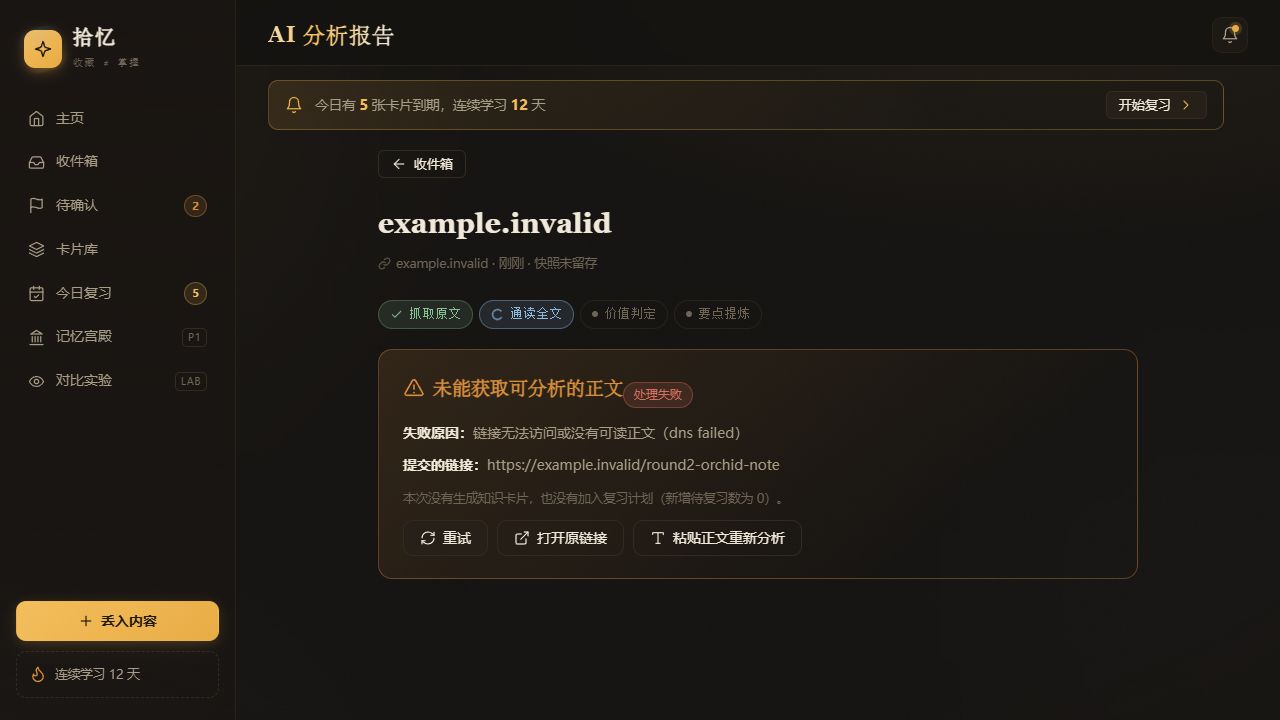 拾忆
收藏 ≠ 掌握
主页
收件箱
待确认 2
卡片库
今日复习 5
记忆宫殿 P1
对比实验 LAB
丢入内容
连续学习 12 天
AI 分析报告
今日有 5 张卡片到期，连续学习 12 天
开始复习
收件箱
example.invalid
example.invalid · 刚刚 · 快照未留存
抓取原文 通读全文 价值判定 要点提炼
未能获取可分析的正文 处理失败
失败原因：链接无法访问或没有可读正文（dns failed）
提交的链接：https://example.invalid/round2-orchid-note
本次没有生成知识卡片，也没有加入复习计划（新增待复习数为 0）。
重试 打开原链接 粘贴正文重新分析